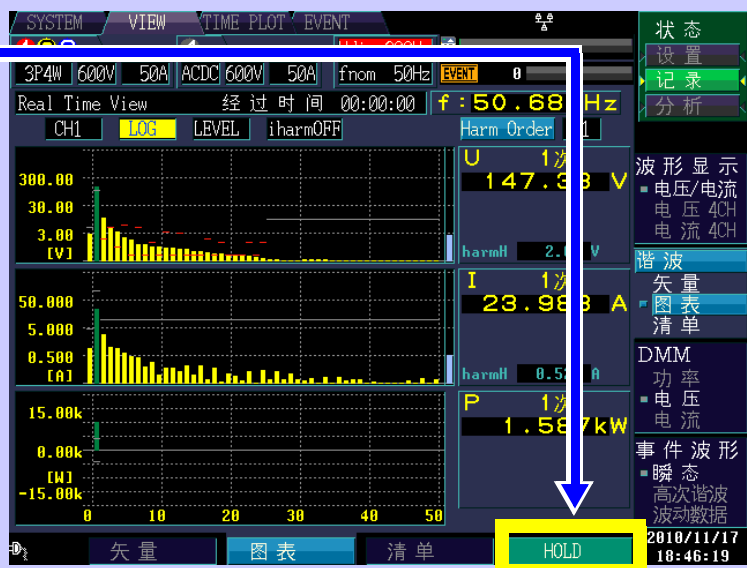 SYSTEM VIEW TIME PLOT EVENT
状态
设置
记录
分析
3P4W 600V 50A ACDC 600V 50A fnom 50Hz EVENT 0
Real Time View 经过时间 00:00:00 f:50.68 Hz
CH1 LOG LEVEL iharmOFF Harm Order 1
U 1次
147.38 V
harmH 2. V
300.00
30.00
3.00
[V]
I 1次
23.983 A
harmH 0.5 A
50.000
5.000
0.500
[A]
P 1次
1.587kW
15.00k
0.00k
[W]
-15.00k
0 10 20 30 40 50
波形显示
电压/电流
电压 4CH
电流 4CH
谐波
矢量
图表
清单
DMM
功率
电压
电流
事件波形
瞬态
高次谐波
波动数据
矢量 图表 清单 HOLD
2010/11/17
18:46:19